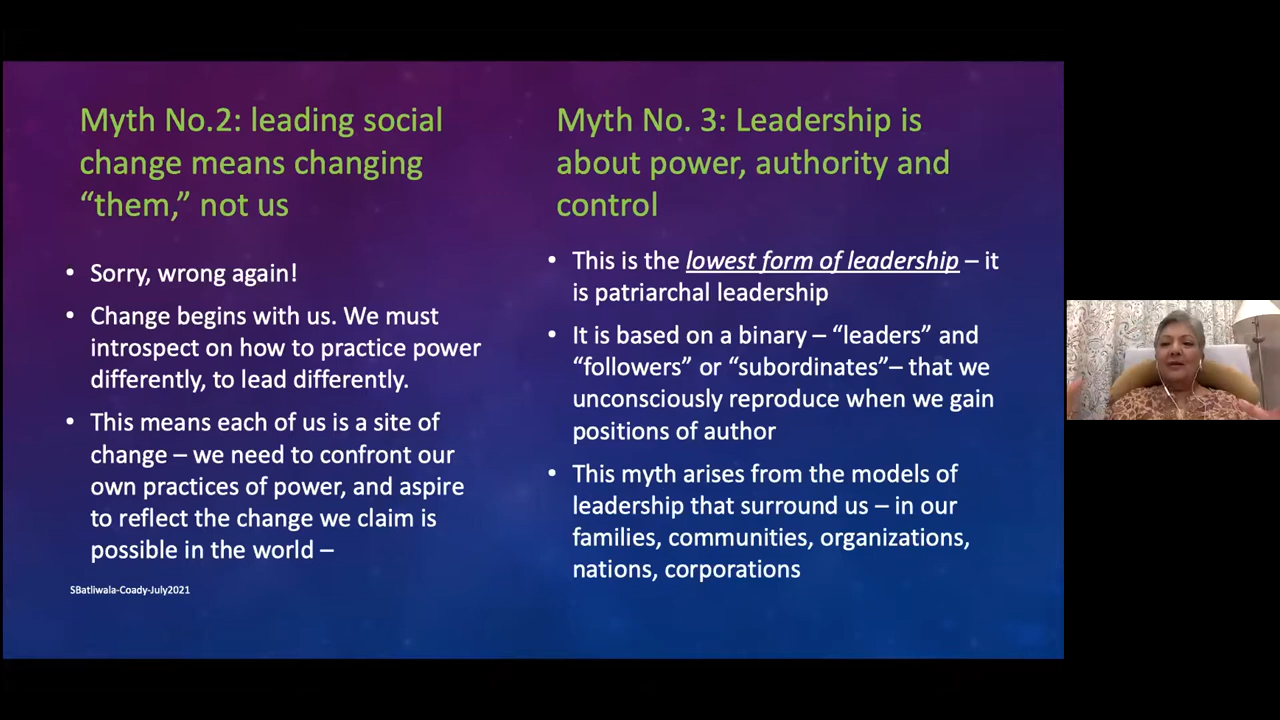 Myth No.2: leading social
change means changing
“them,” not us
• Sorry, wrong again!
• Change begins with us. We must
introspect on how to practice power
differently, to lead differently.
• This means each of us is a site of
change – we need to confront our
own practices of power, and aspire
to reflect the change we claim is
possible in the world –
SBatliwala-Coady-July2021
Myth No. 3: Leadership is
about power, authority and
control
• This is the lowest form of leadership – it
is patriarchal leadership
• It is based on a binary – “leaders” and
“followers” or “subordinates”– that we
unconsciously reproduce when we gain
positions of author
• This myth arises from the models of
leadership that surround us – in our
families, communities, organizations,
nations, corporations